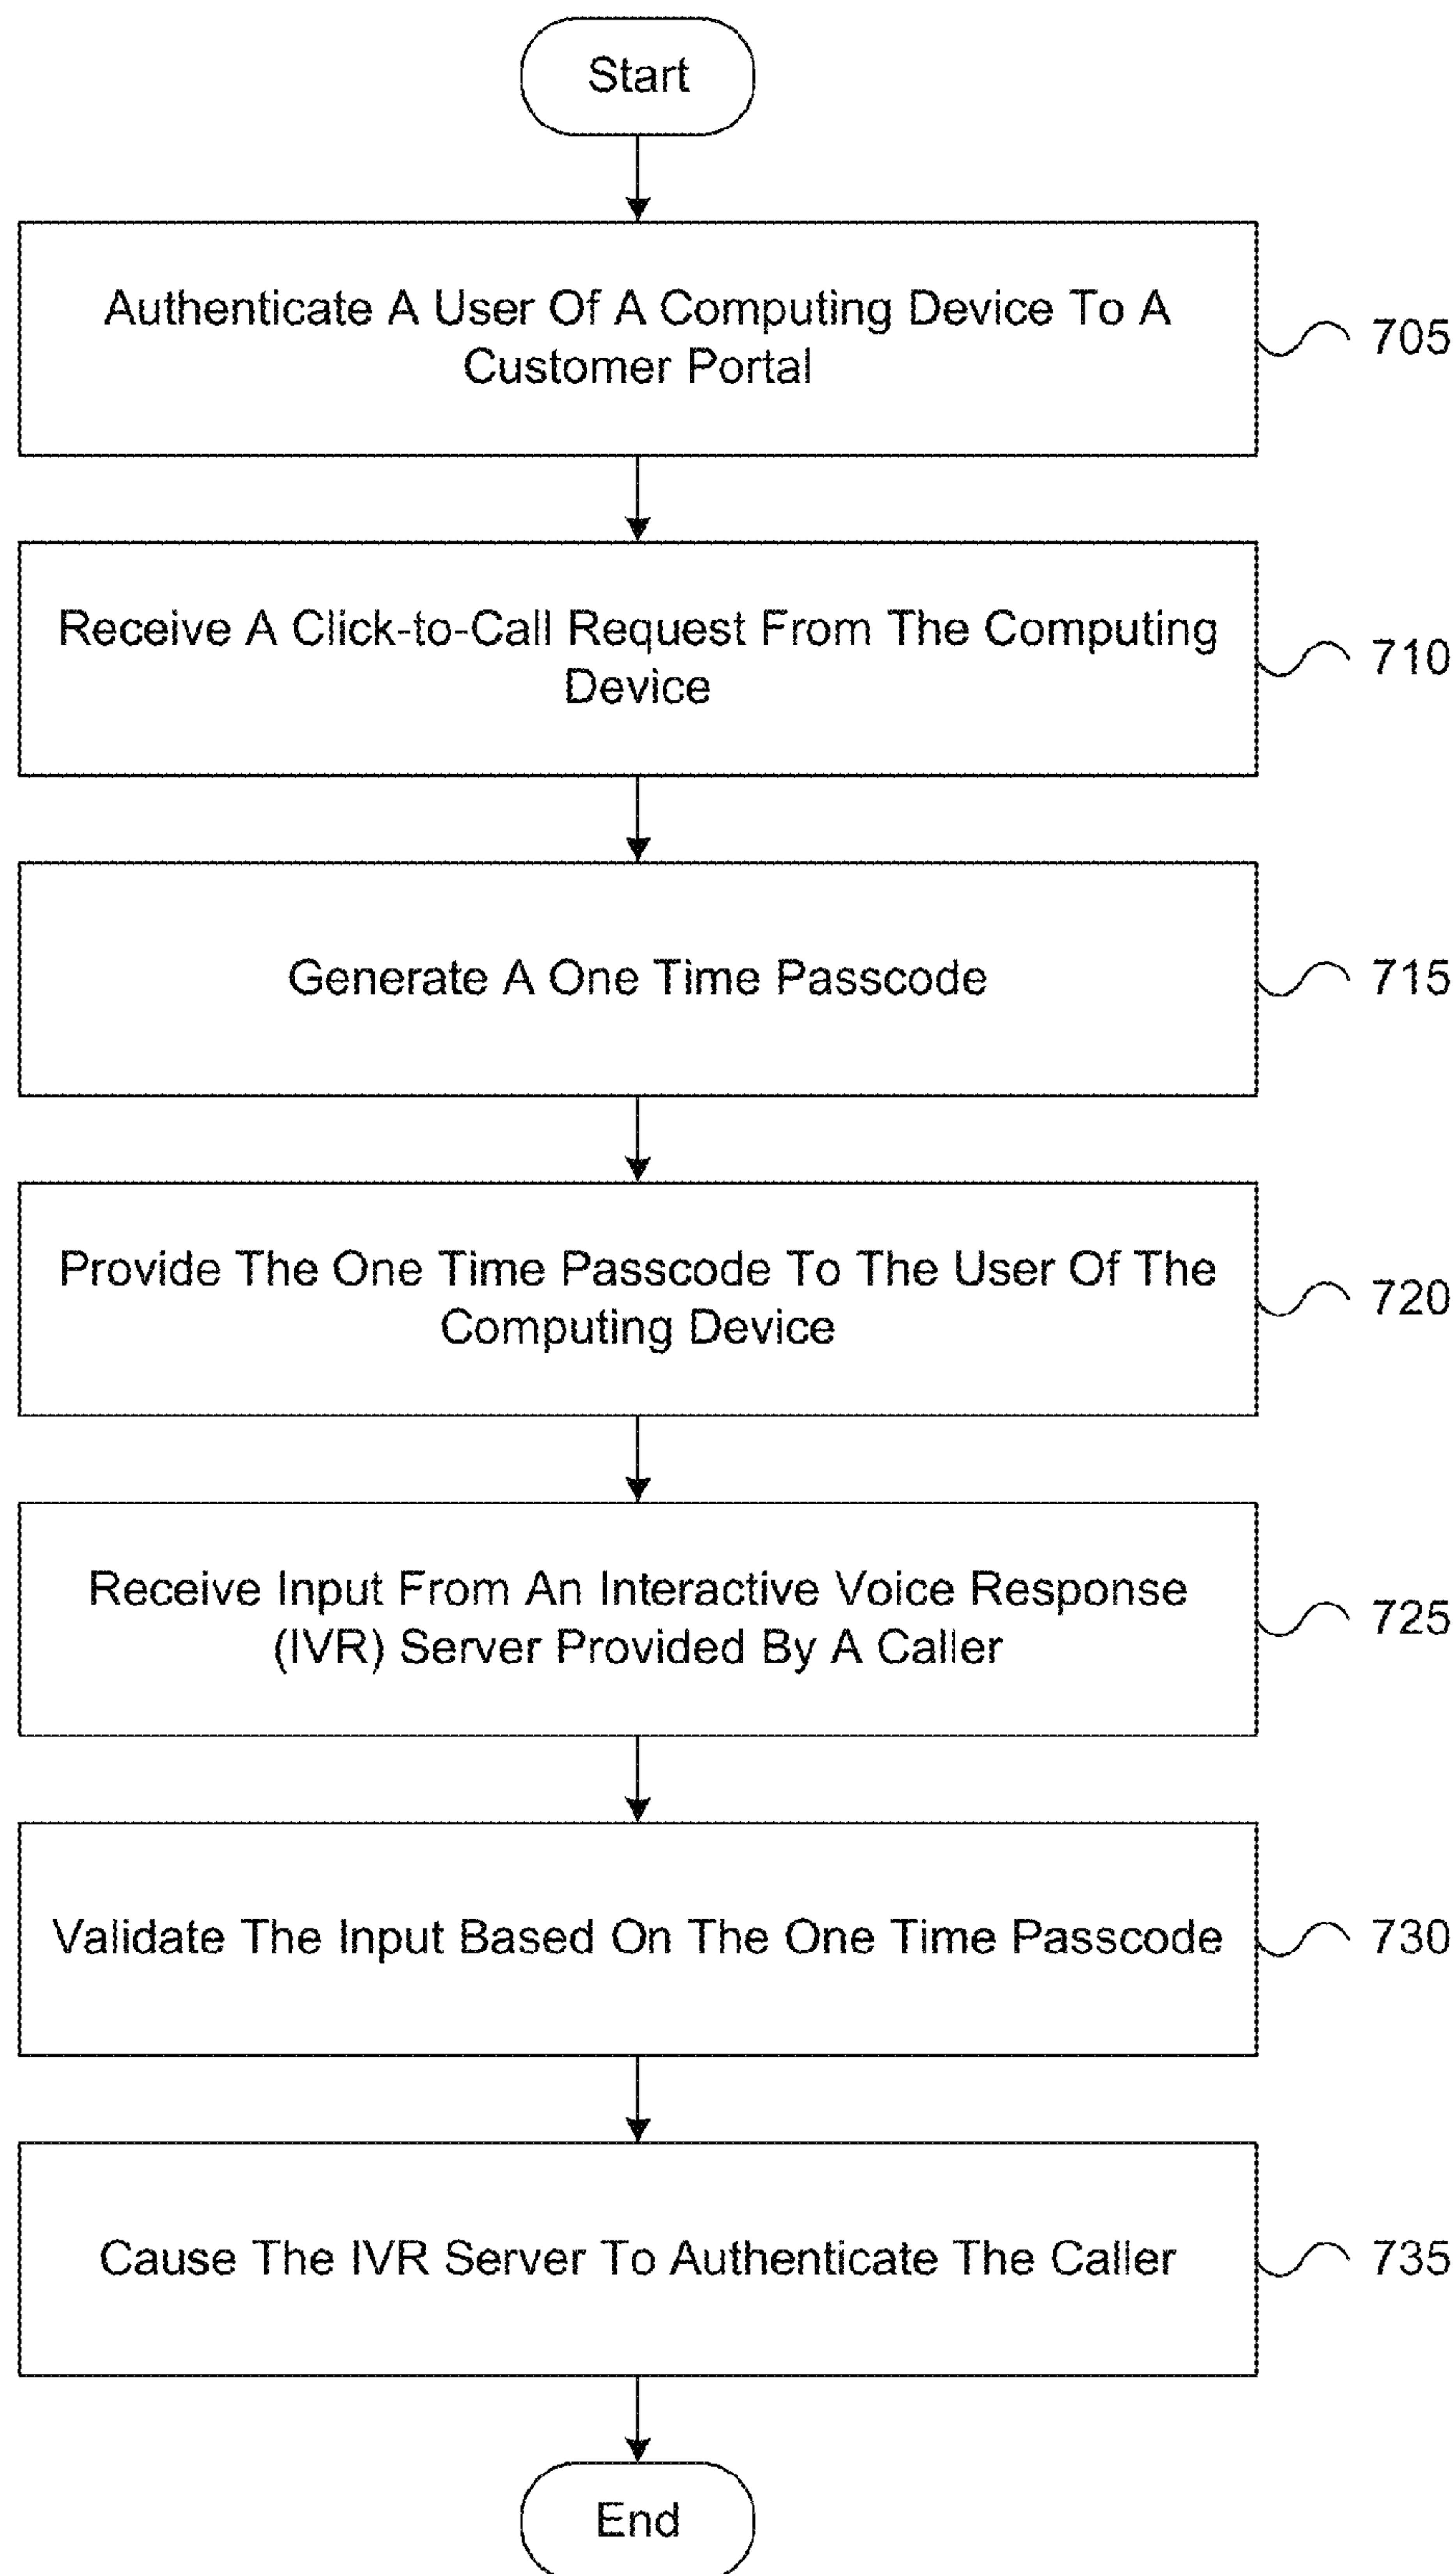 Start
Authenticate A User Of A Computing Device To A
Customer Portal
705
Receive A Click-to-Call Request From The Computing
Device
710
Generate A One Time Passcode
715
Provide The One Time Passcode To The User Of The
Computing Device
720
Receive Input From An Interactive Voice Response
(IVR) Server Provided By A Caller
725
Validate The Input Based On The One Time Passcode
730
Cause The IVR Server To Authenticate The Caller
735
End